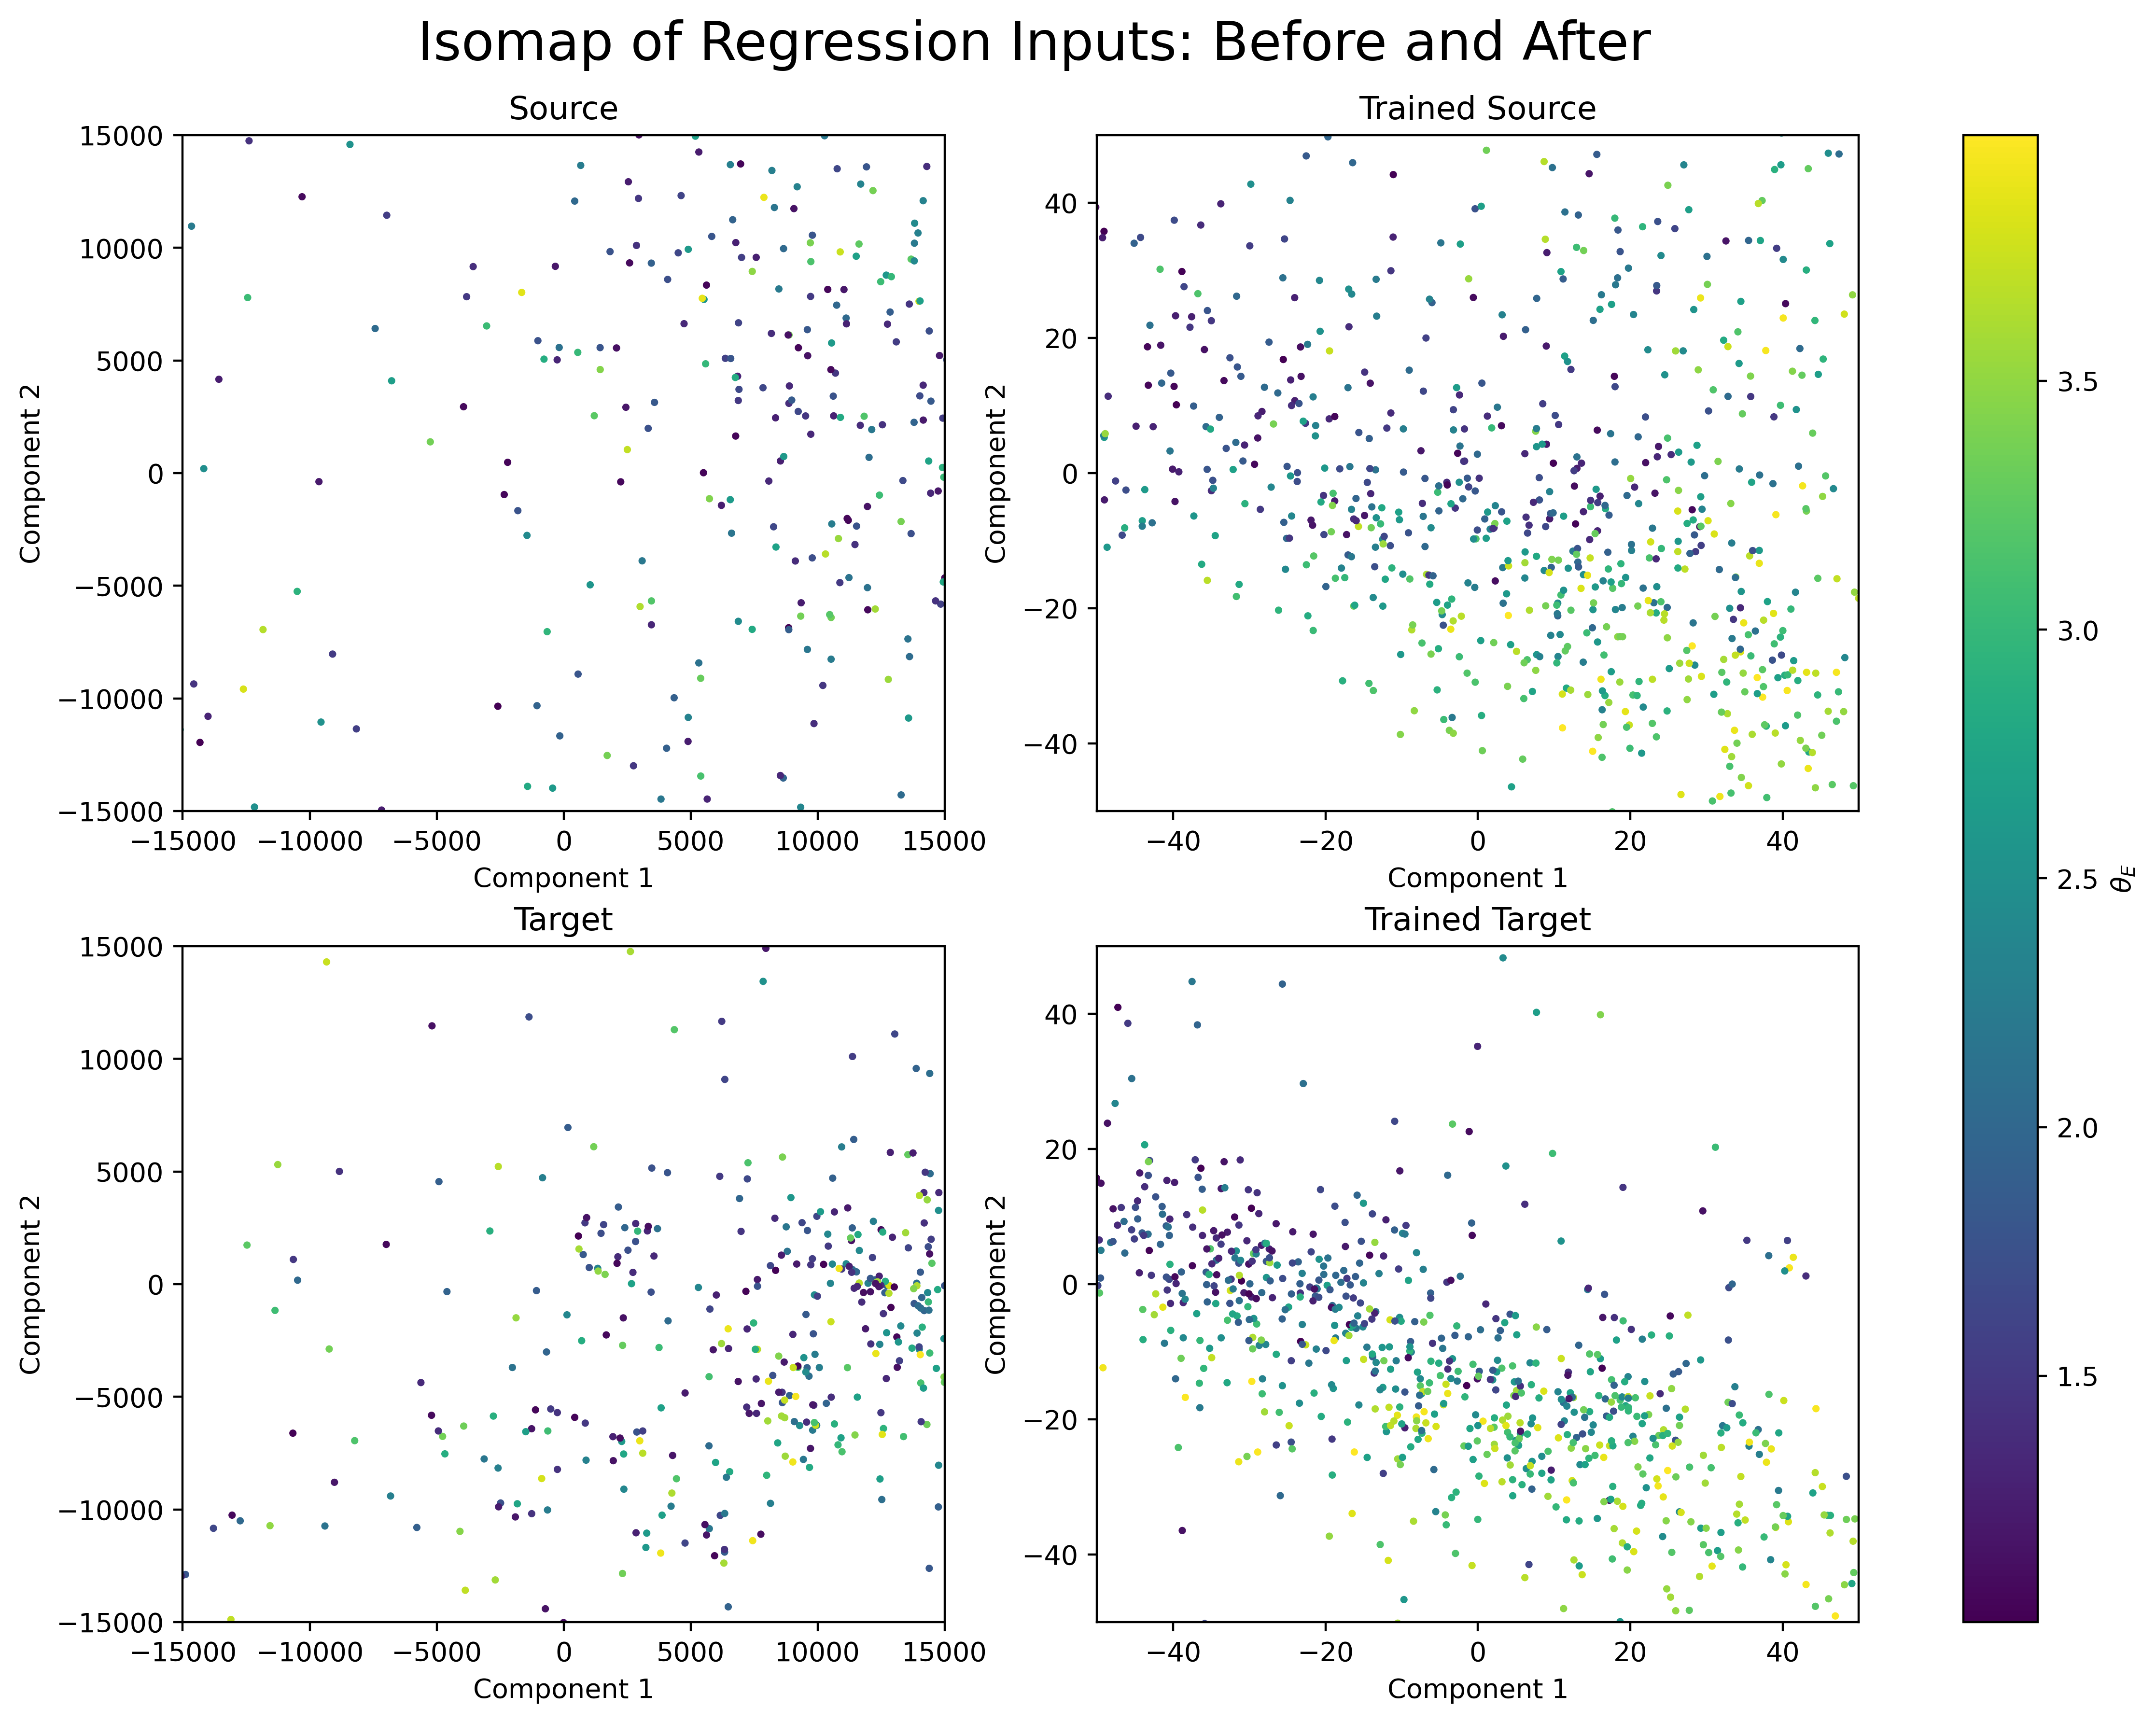 Isomap of Regression Inputs: Before and After
Source
15000
10000
5000
0
−5000
−10000
−15000
Component 2
−15000 −10000 −5000 0 5000 10000 15000
Component 1
Trained Source
40
20
0
−20
−40
Component 2
−40 −20 0 20 40
Component 1
Target
15000
10000
5000
0
−5000
−10000
−15000
Component 2
−15000 −10000 −5000 0 5000 10000 15000
Component 1
Trained Target
40
20
0
−20
−40
Component 2
−40 −20 0 20 40
Component 1
3.5
3.0
2.5
2.0
1.5
θ_E